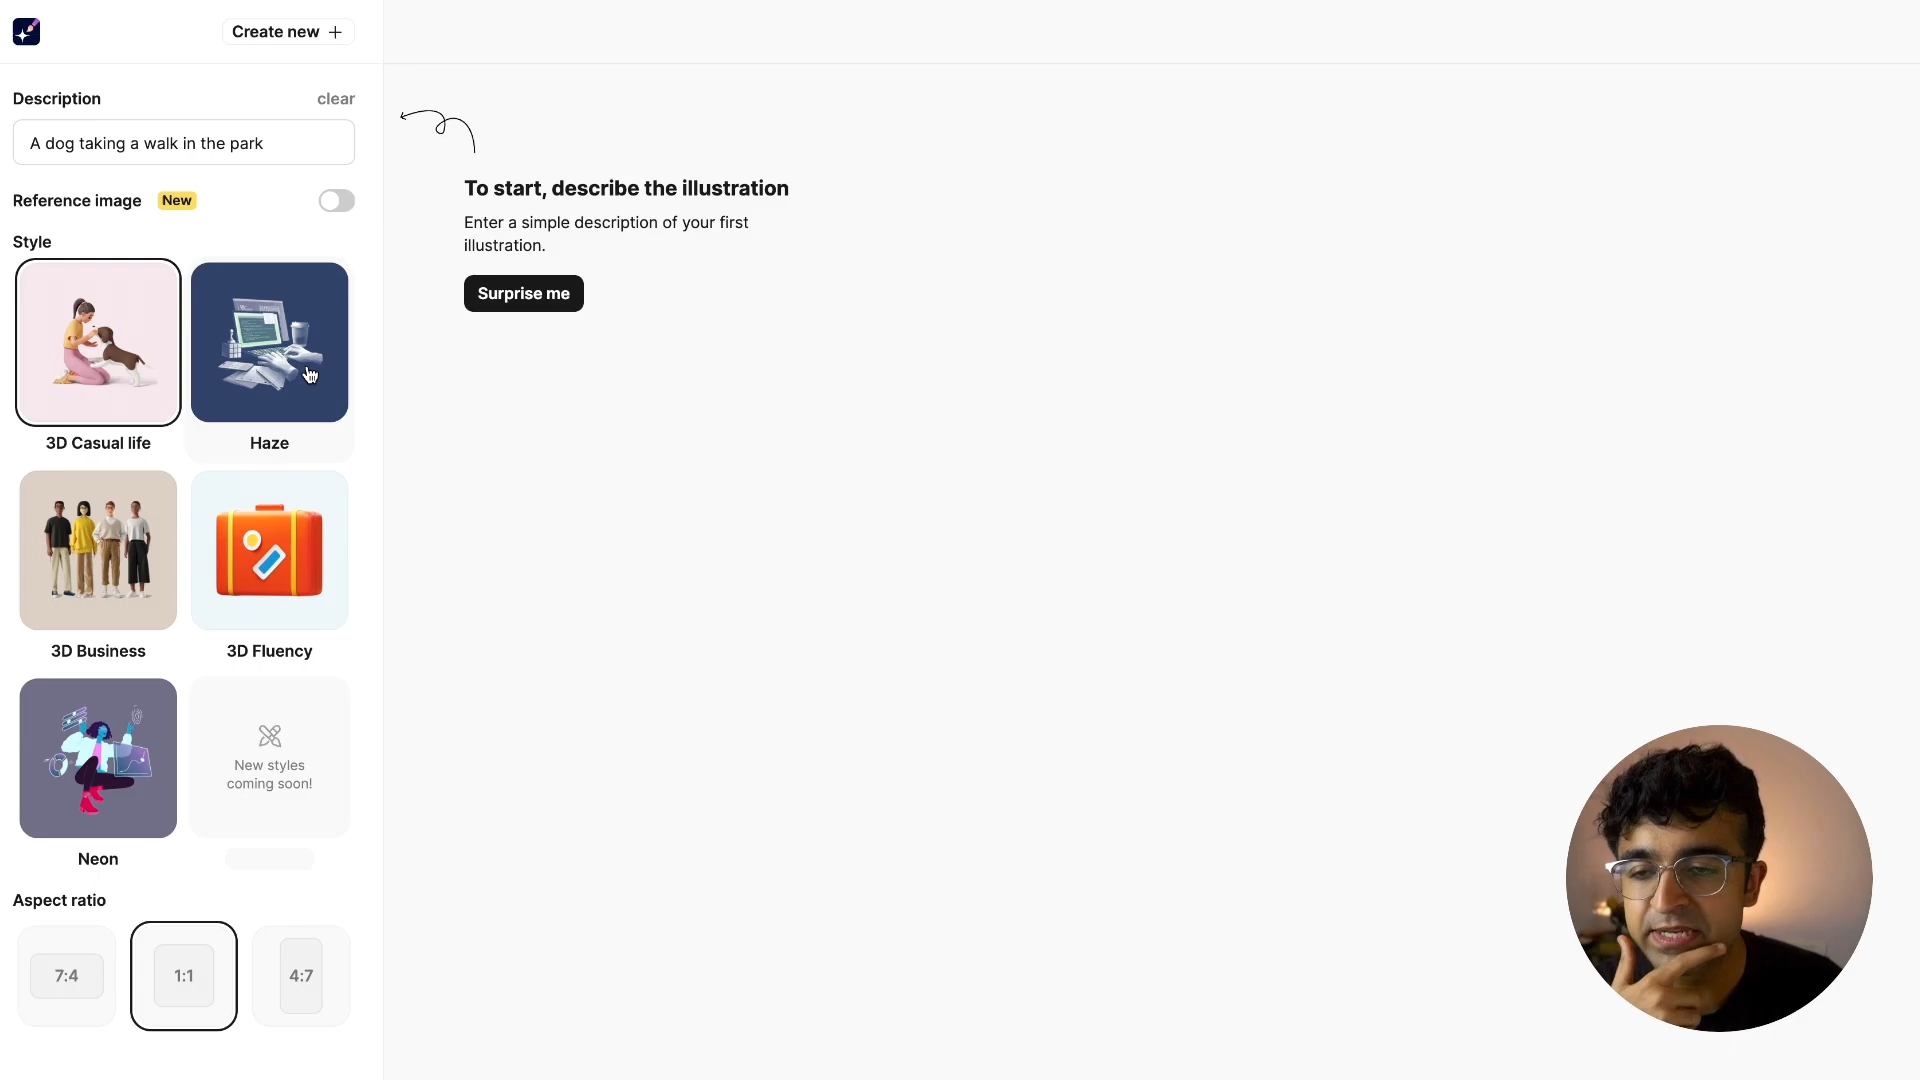 Create new
Description
clear
A dog taking a walk in the park
Reference image
New
Style
3D Casual life
Haze
3D Business
3D Fluency
New styles
coming soon!
Neon
Aspect ratio
7:4
1:1
4:7
To start, describe the illustration
Enter a simple description of your first
illustration.
Surprise me